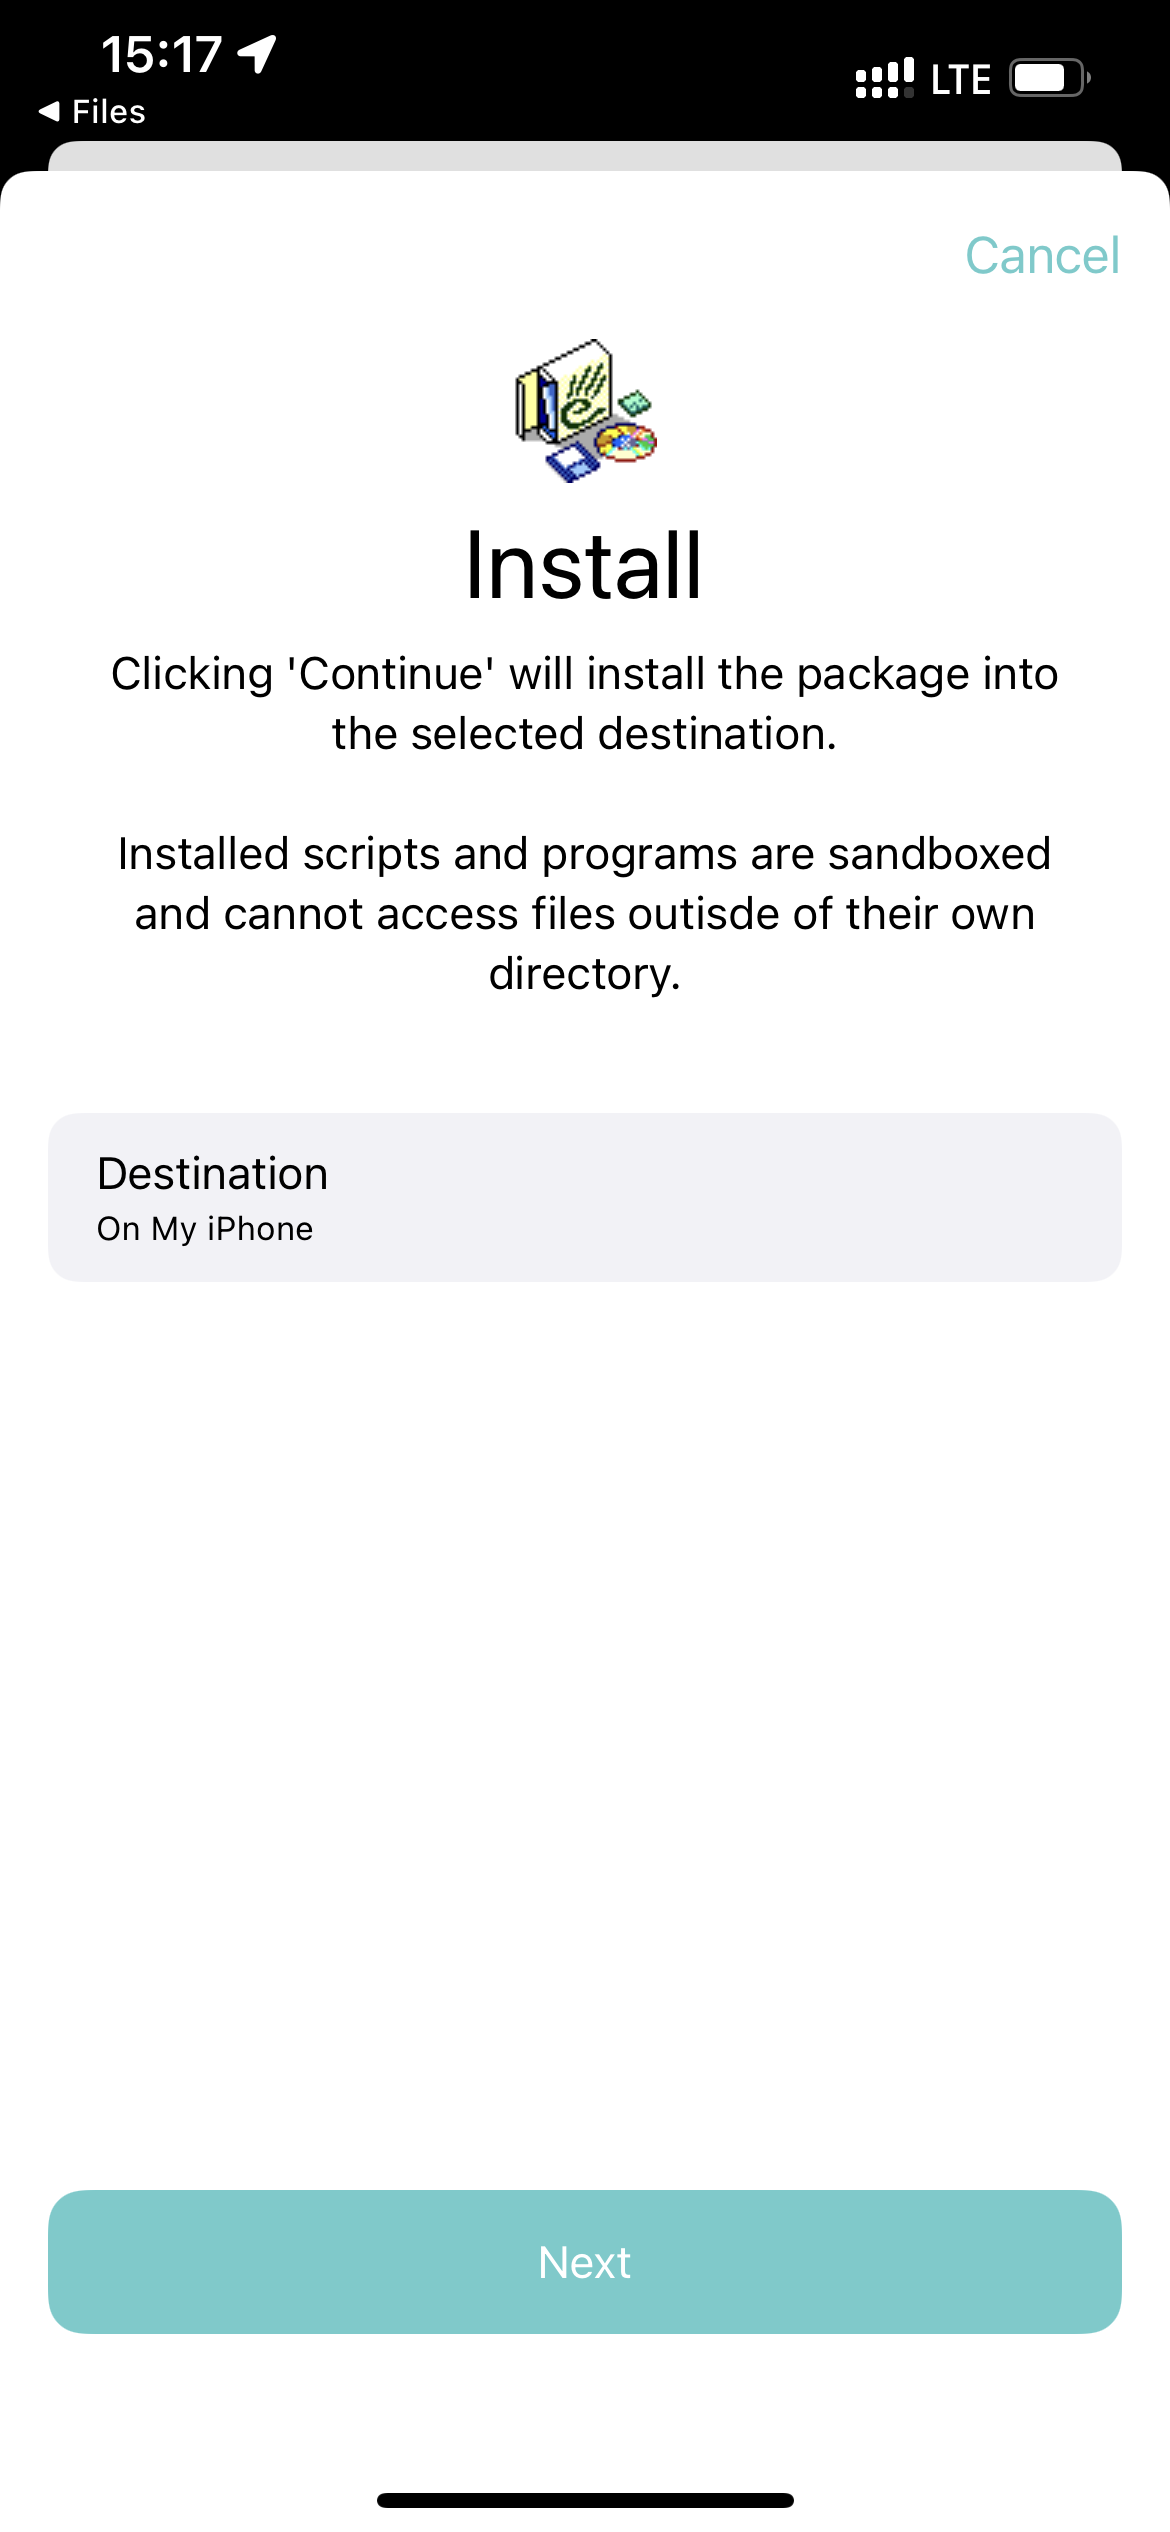 15:17
LTE
Files
Cancel
Install
Clicking 'Continue' will install the package into
the selected destination.
Installed scripts and programs are sandboxed
and cannot access files outisde of their own
directory.
Destination
On My iPhone
Next